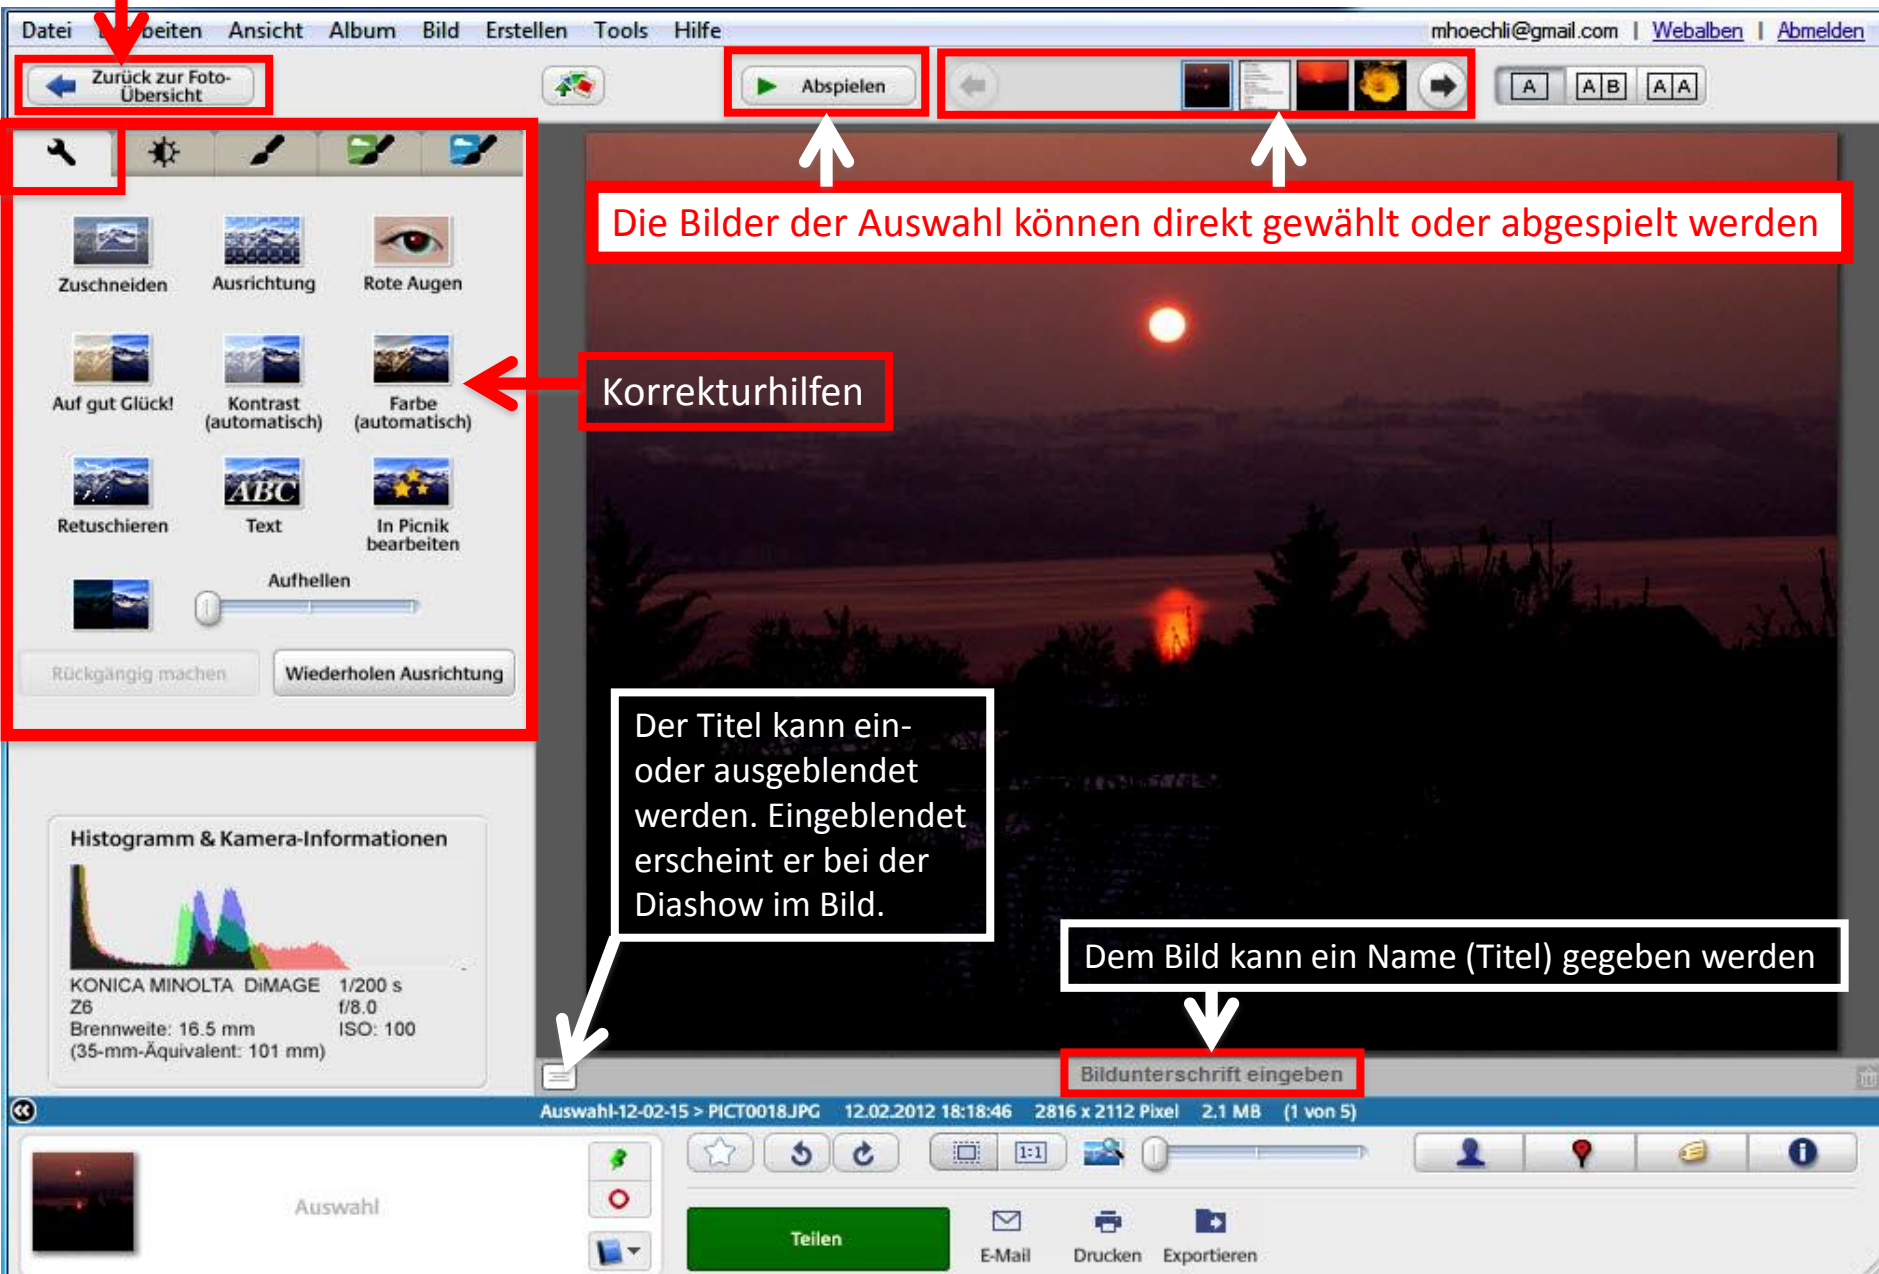 Datei beiten Ansicht Album Bild Erstellen Tools Hilfe
mhoechli@gmail.com | Webalben | Abmelden
Zurück zur Foto-
Übersicht
Abspielen
A A B A A
Die Bilder der Auswahl können direkt gewählt oder abgespielt werden
Zuschneiden
Ausrichtung
Rote Augen
Auf gut Glück!
Kontrast
(automatisch)
Farbe
(automatisch)
Korrekturhilfen
ABC
Retuschieren
Text
In Picnik
bearbeiten
Aufhellen
Rückgängig machen
Wiederholen Ausrichtung
Der Titel kann ein-
oder ausgeblendet
werden. Eingeblendet
erscheint er bei der
Diashow im Bild.
Histogramm & Kamera-Informationen
KONICA MINOLTA DiMAGE
Z6
1/200 s
f/8.0
Brennweite: 16.5 mm
ISO: 100
(35-mm-Äquivalent: 101 mm)
Dem Bild kann ein Name (Titel) gegeben werden
Bildunterschrift eingeben
Auswahl-12-02-15 > PICT0018.JPG 12.02.2012 18:18:46 2816 x 2112 Pixel 2.1 MB (1 von 5)
Auswahl
1:1
Teilen
E-Mail
Drucken
Exportieren